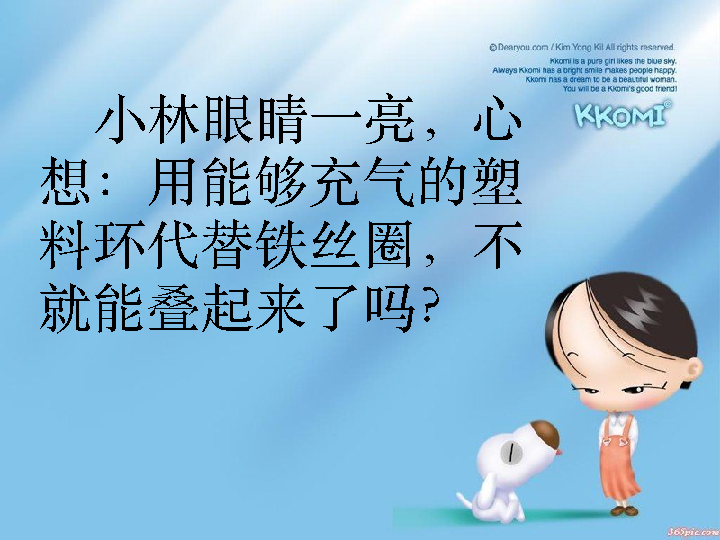 ©Dearyou.com / Kim Yong Kil All rights reserved.
Kkomi is a pure girl likes the blue sky.
Always Kkomi has a bright smile makes people happy.
Kkomi has a dream to be a beautiful woman.
You will be a Kkomi's good friend!
KKOMI©
小林眼睛一亮，心
想：用能够充气的塑
料环代替铁丝圈，不
就能叠起来了吗？
365pic.com